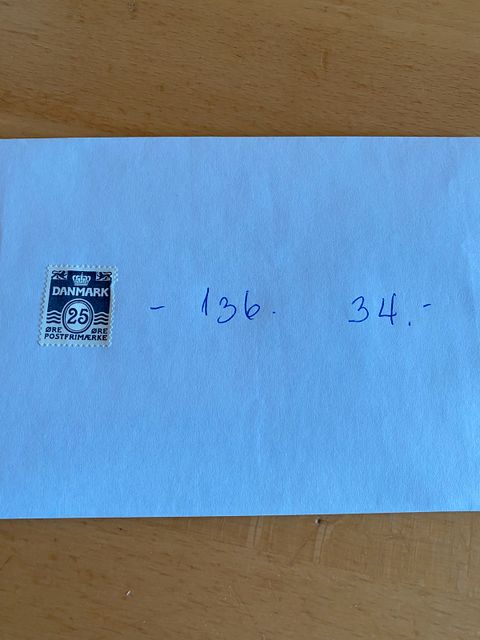 DANMARK
25
ØRE ØRE
POSTFRIMÆRKE
- 136. 34.-